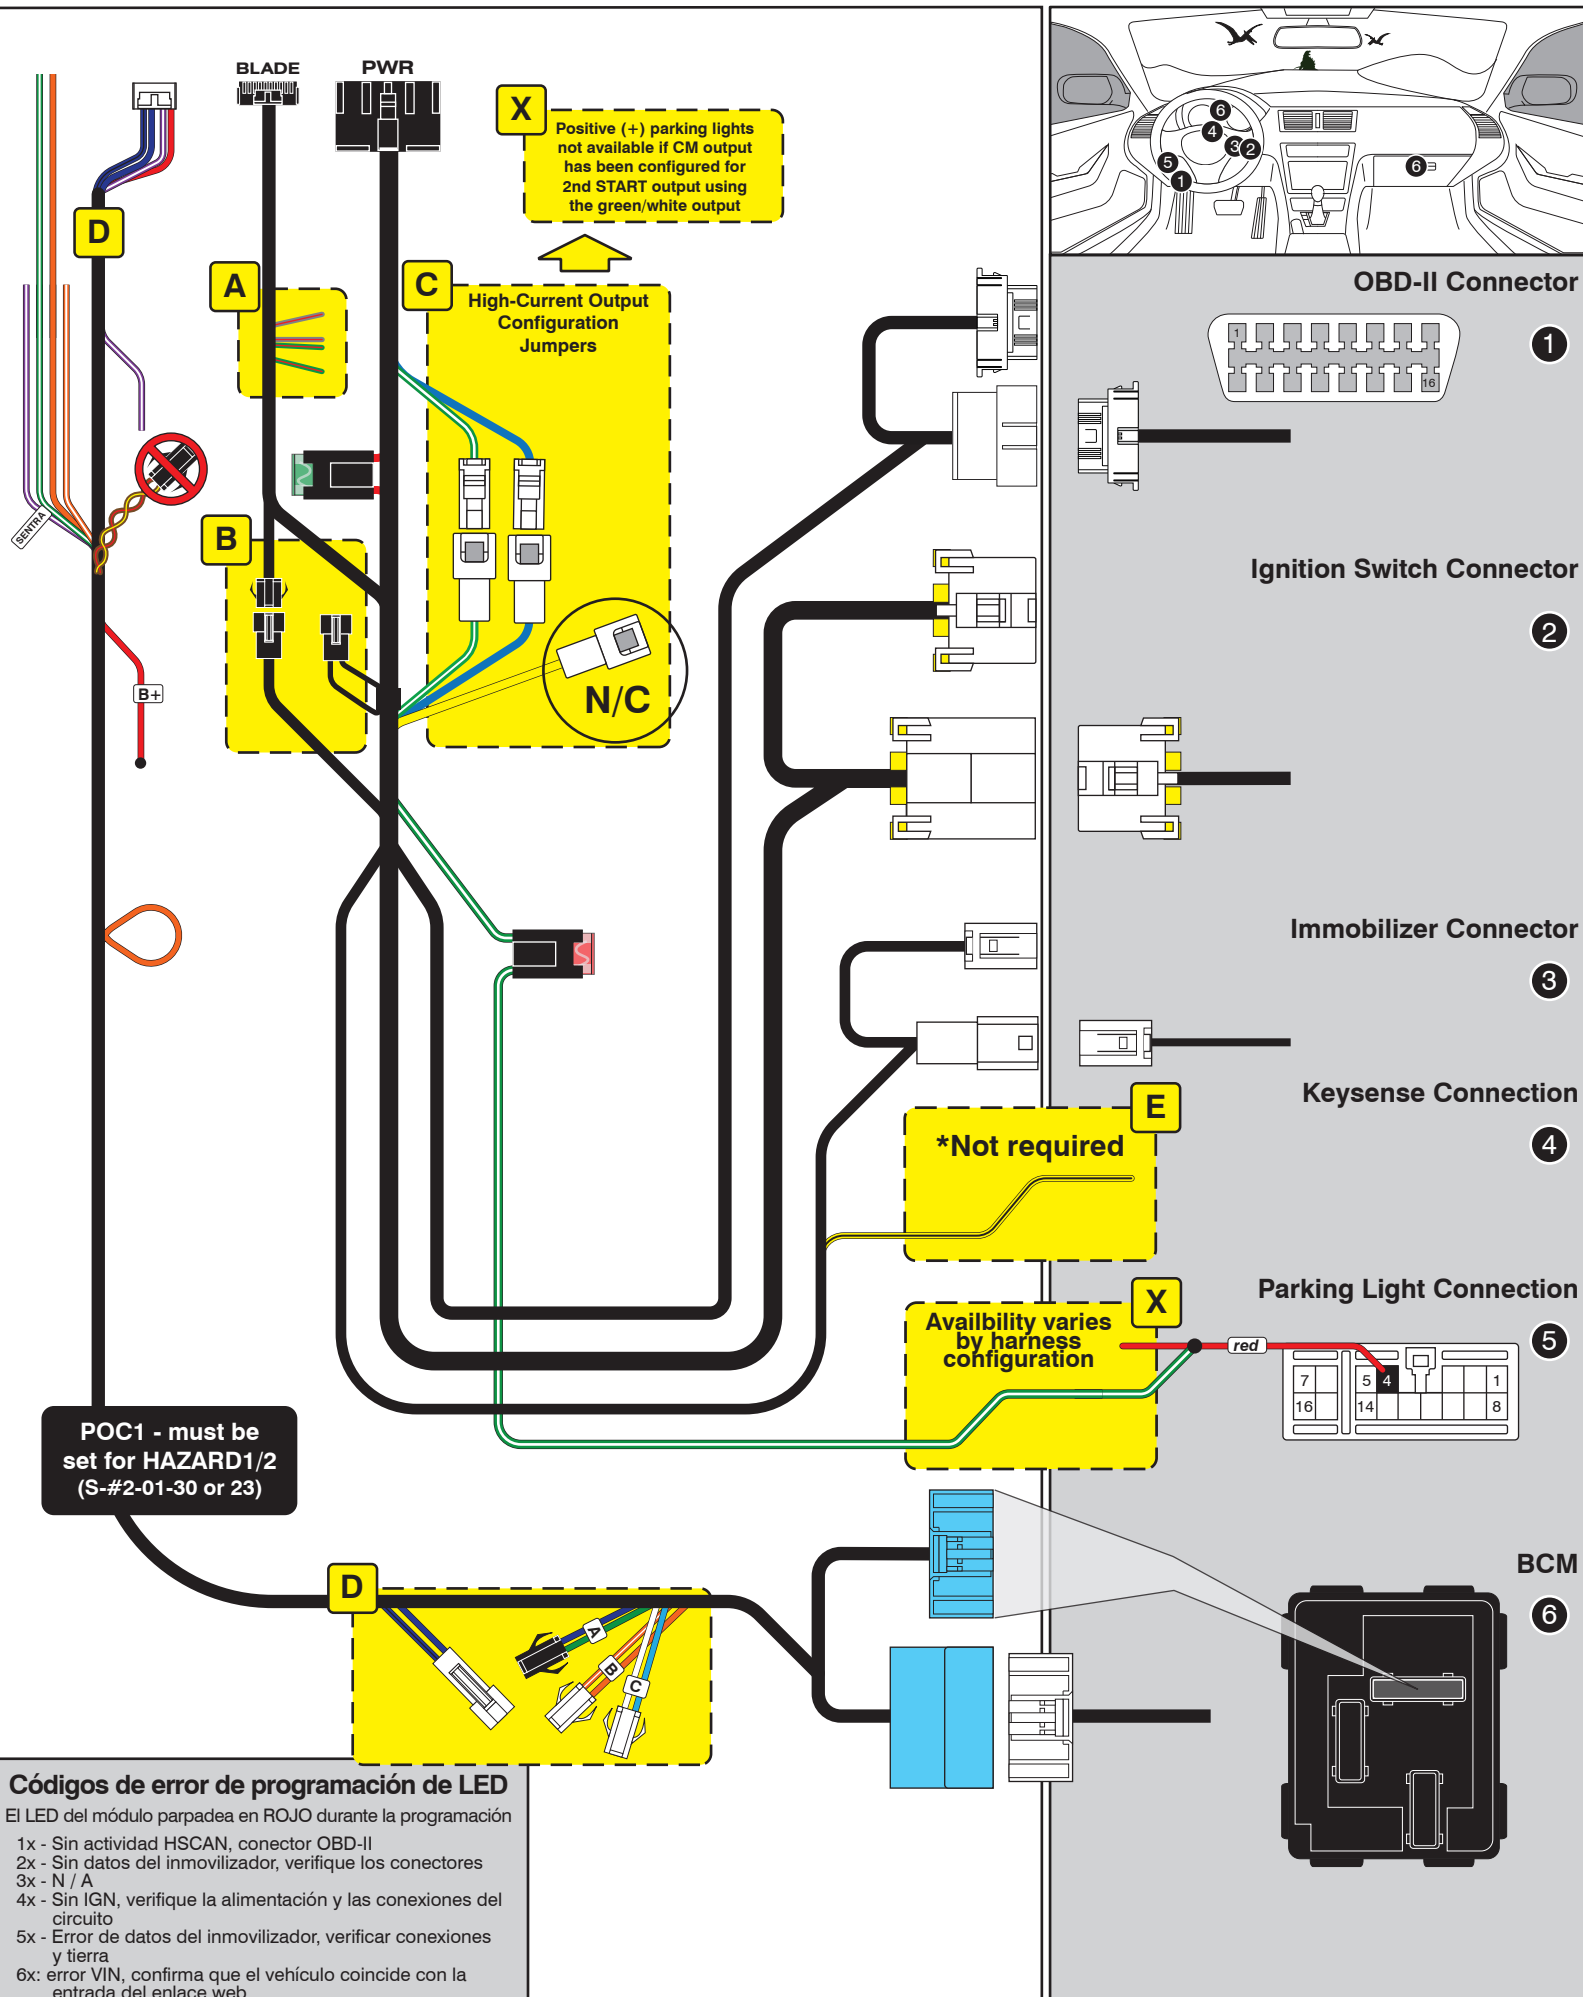 BLADE
PWR
X
Positive (+) parking lights
not available if CM output
has been configured for
2nd START output using
the green/white output
D
A
C
High-Current Output
Configuration
Jumpers
SENTRA
B
B+
N/C
6
4
3
2
5
1
6
OBD-II Connector
1
1
16
Ignition Switch Connector
2
Immobilizer Connector
3
Keysense Connection
4
E
*Not required
Parking Light Connection
5
X
Availbility varies
by harness
configuration
red
7
5
4
1
16
14
8
POC1 - must be
set for HAZARD1/2
(S-#2-01-30 or 23)
BCM
6
D
A
B
C
Códigos de error de programación de LED
El LED del módulo parpadea en ROJO durante la programación
1x - Sin actividad HSCAN, conector OBD-II
2x - Sin datos del inmovilizador, verifique los conectores
3x - N / A
4x - Sin IGN, verifique la alimentación y las conexiones del
circuito
5x - Error de datos del inmovilizador, verificar conexiones
y tierra
6x: error VIN, confirma que el vehículo coincide con la
entrada del enlace web